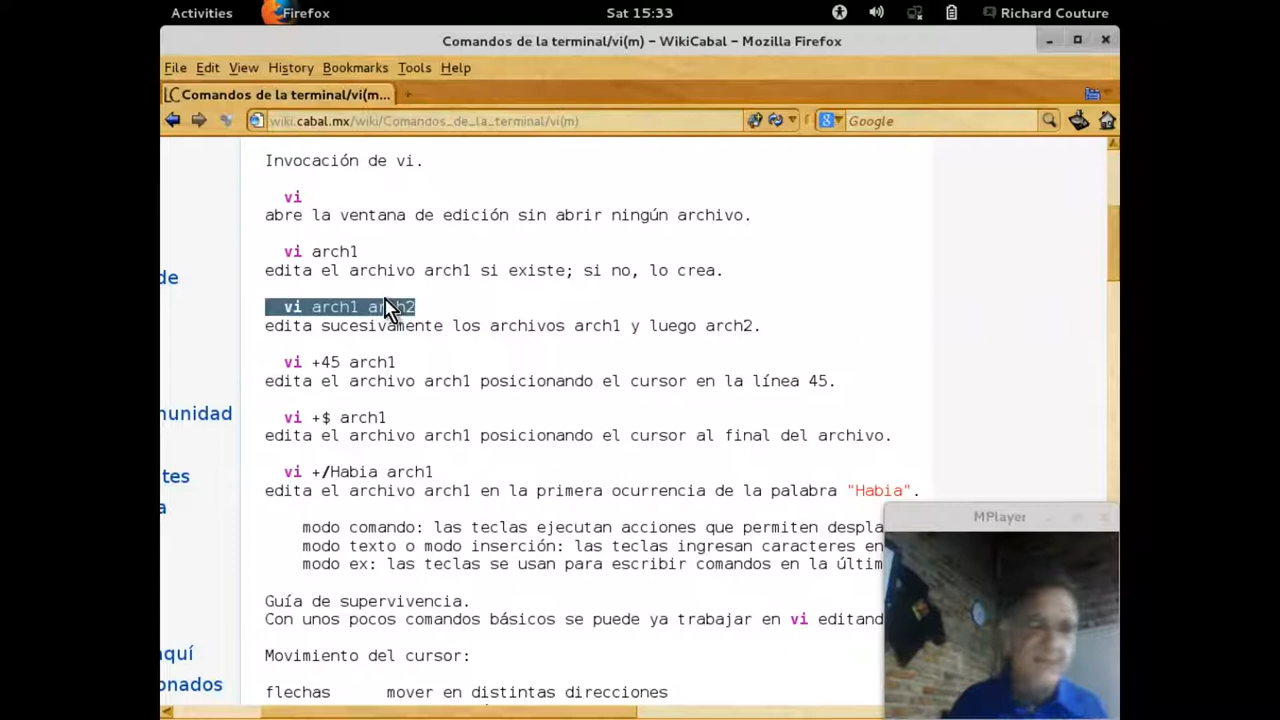 Activities Firefox Sat 15:33 Richard Couture
Comandos de la terminal/vi(m) – WikiCabal – Mozilla Firefox
File Edit View History Bookmarks Tools Help
Comandos de la terminal/vi(m...
wiki.cabal.mx/wiki/Comandos_de_la_terminal/vi(m) Google
Invocación de vi.
vi
abre la ventana de edición sin abrir ningún archivo.
vi arch1
de
edita el archivo arch1 si existe; si no, lo crea.
vi arch1 arch2
edita sucesivamente los archivos arch1 y luego arch2.
vi +45 arch1
edita el archivo arch1 posicionando el cursor en la línea 45.
munidad
vi +$ arch1
edita el archivo arch1 posicionando el cursor al final del archivo.
tes
vi +/Habia arch1
edita el archivo arch1 en la primera ocurrencia de la palabra "Habia".
a
MPlayer
modo comando: las teclas ejecutan acciones que permiten despla
modo texto o modo inserción: las teclas ingresan caracteres en
modo ex: las teclas se usan para escribir comandos en la últim
Guía de supervivencia.
Con unos pocos comandos básicos se puede ya trabajar en vi editand
aquí
Movimiento del cursor:
onados
flechas mover en distintas direcciones